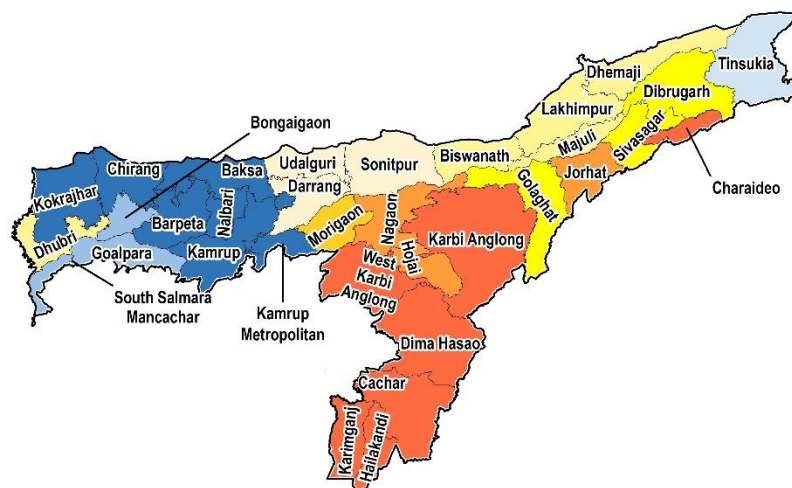 Tinsukia
Dhemaji
Dibrugarh
Lakhimpur
Bongaigaon
Majuli
Sivasagar
Chirang
Baksa
Udalguri
Sonitpur
Biswanath
Jorhat
Charaideo
Kokrajhar
Darrang
Golaghat
Nalbari
Barpeta
Morigaon
Nagaon
Karbi Anglong
Dhubri
Goalpara
Kamrup
Hojai
West
Karbi
Anglong
South Salmara
Mancachar
Kamrup
Metropolitan
Dima Hasao
Cachar
Karimganj
Hailakandi